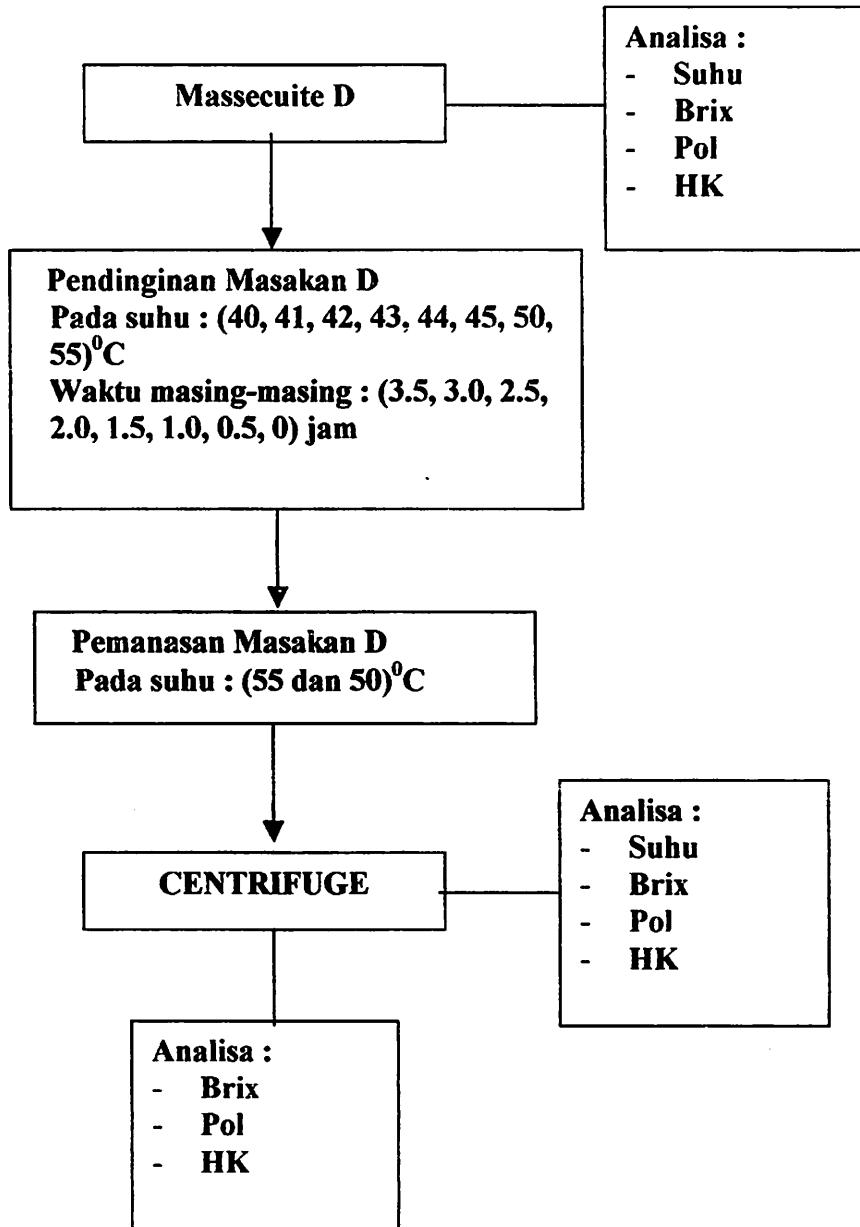 Massecuite D
Analisa :
- Suhu
- Brix
- Pol
- HK
Pendinginan Masakan D
Pada suhu : (40, 41, 42, 43, 44, 45, 50,
55)⁰C
Waktu masing-masing : (3.5, 3.0, 2.5,
2.0, 1.5, 1.0, 0.5, 0) jam
Pemanasan Masakan D
Pada suhu : (55 dan 50)⁰C
CENTRIFUGE
Analisa :
- Suhu
- Brix
- Pol
- HK
Analisa :
- Brix
- Pol
- HK